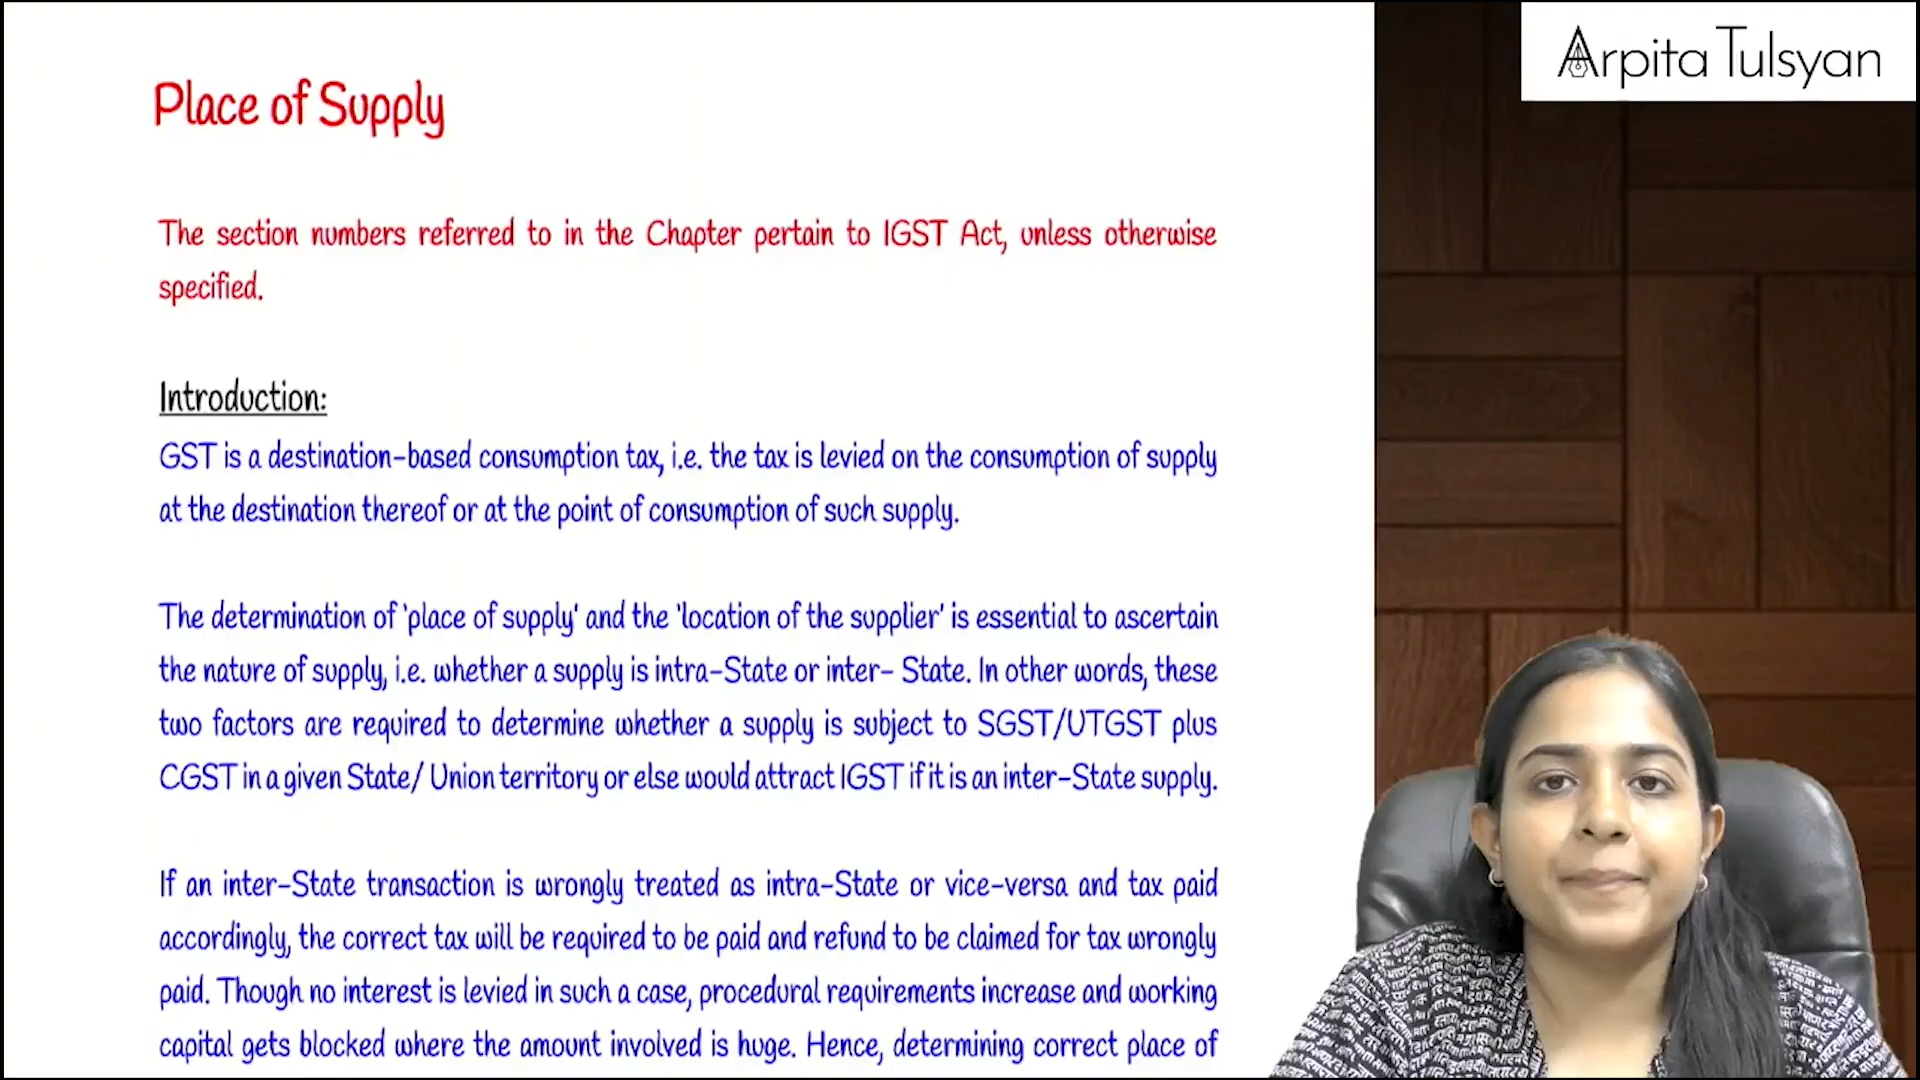 Arpita Tulsyan
Place of Supply
The section numbers referred to in the Chapter pertain to IGST Act, unless otherwise
specified.
Introduction:
GST is a destination-based consumption tax, i.e. the tax is levied on the consumption of supply
at the destination thereof or at the point of consumption of such supply.
The determination of 'place of supply' and the 'location of the supplier' is essential to ascertain
the nature of supply, i.e. whether a supply is intra-State or inter- State. In other words, these
two factors are required to determine whether a supply is subject to SGST/UTGST plus
CGST in a given State/ Union territory or else would attract IGST if it is an inter-State supply.
If an inter-State transaction is wrongly treated as intra-State or vice-versa and tax paid
accordingly, the correct tax will be required to be paid and refund to be claimed for tax wrongly
paid. Though no interest is levied in such a case, procedural requirements increase and working
capital gets blocked where the amount involved is huge. Hence, determining correct place of